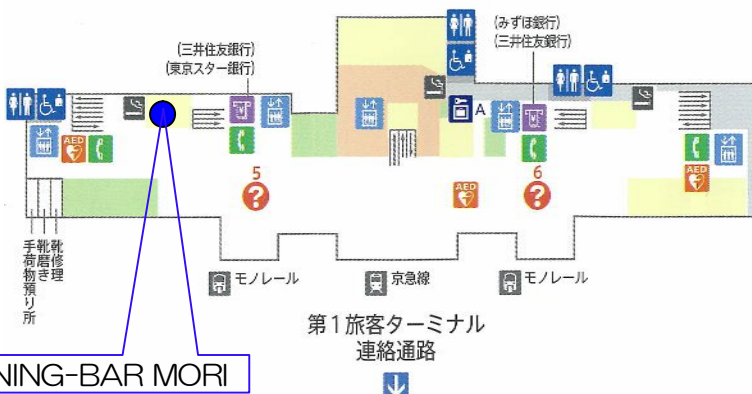 (三井住友銀行)
(東京スター銀行)
(みずほ銀行)
(三井住友銀行)
A
AED
5
6
AED
AED
手荷物預り所
靴磨き
靴修理
モノレール
京急線
モノレール
第1旅客ターミナル
連絡通路
NING-BAR MORI